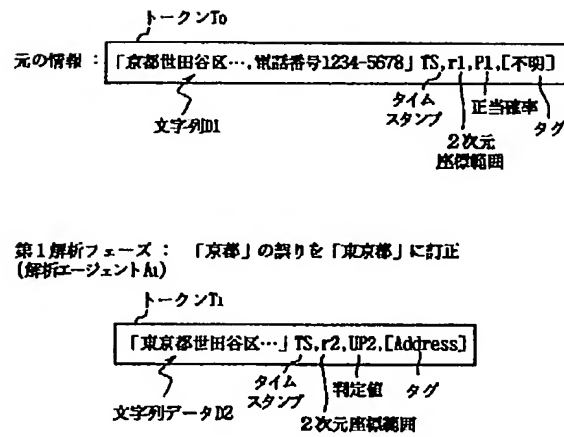 トークンT0
元の情報 : 「京都世田谷区…,電話番号1234-5678」TS,r1,P1,[不明]
タイム
スタンプ
正当確率
文字列D1
2次元
座標範囲
タグ
第1解析フェーズ : 「京都」の誤りを「東京都」に訂正
(解析エージェントA1)
トークンT1
「東京都世田谷区…」TS,r2,UP2,[Address]
タイム
スタンプ
判定値
タグ
文字列データD2
2次元座標範囲